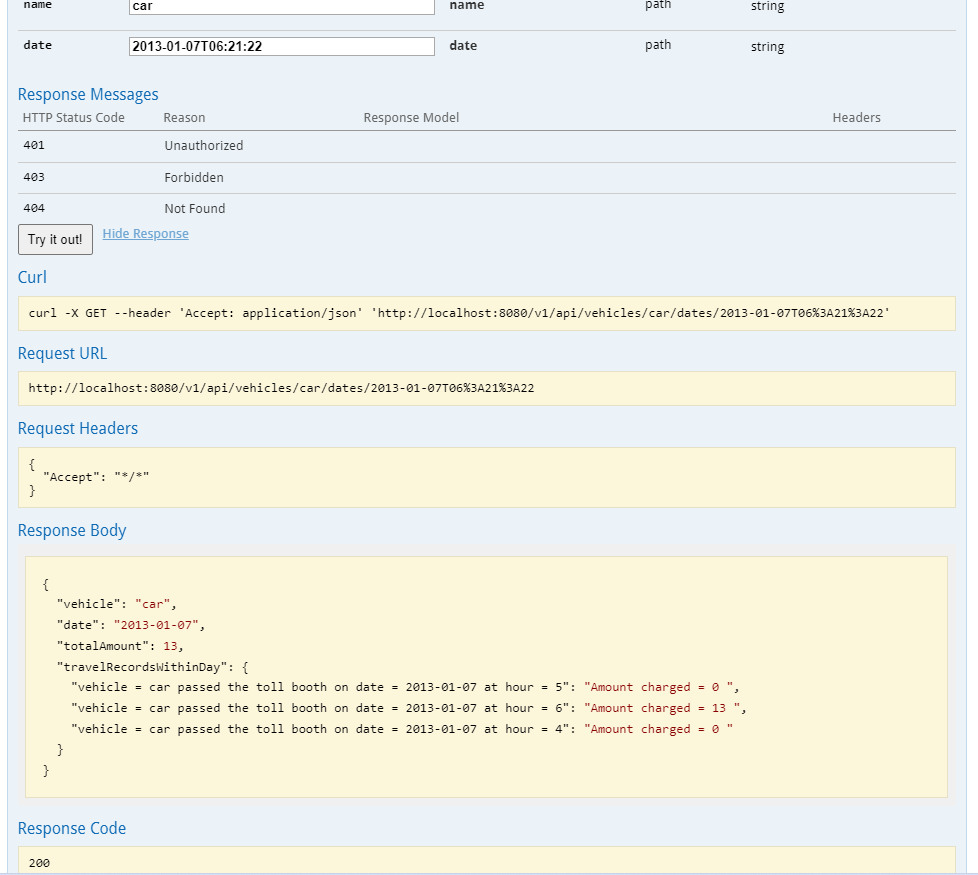 name car name path string
date 2013-01-07T06:21:22 date path string
Response Messages
HTTP Status Code Reason Response Model Headers
401 Unauthorized
403 Forbidden
404 Not Found
Try it out! Hide Response
Curl
curl -X GET --header 'Accept: application/json' 'http://localhost:8080/v1/api/vehicles/car/dates/2013-01-07T06%3A21%3A22'
Request URL
http://localhost:8080/v1/api/vehicles/car/dates/2013-01-07T06%3A21%3A22
Request Headers
{
"Accept": "*/*"
}
Response Body
{
"vehicle": "car",
"date": "2013-01-07",
"totalAmount": 13,
"travelRecordsWithinDay": {
"vehicle = car passed the toll booth on date = 2013-01-07 at hour = 5": "Amount charged = 0 ",
"vehicle = car passed the toll booth on date = 2013-01-07 at hour = 6": "Amount charged = 13 ",
"vehicle = car passed the toll booth on date = 2013-01-07 at hour = 4": "Amount charged = 0 "
}
}
Response Code
200